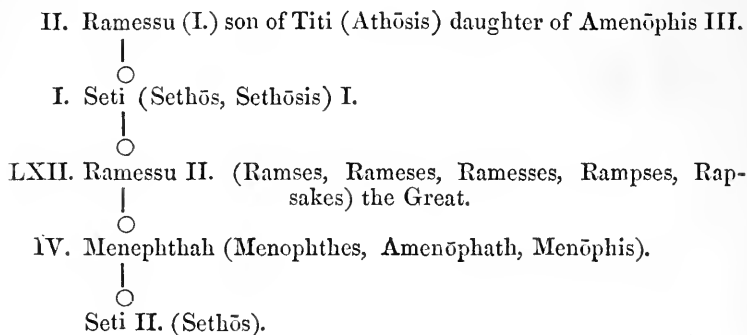 II. Ramessu (I.) son of Titi (Athōsis) daughter of Amenōphis III.
I. Seti (Sethōs, Sethōsis) I.
LXII. Ramessu II. (Ramses, Rameses, Ramesses, Rampses, Rap-
sakes) the Great.
IV. Menephthah (Menophthes, Amenōphath, Menōphis).
Seti II. (Sethōs).